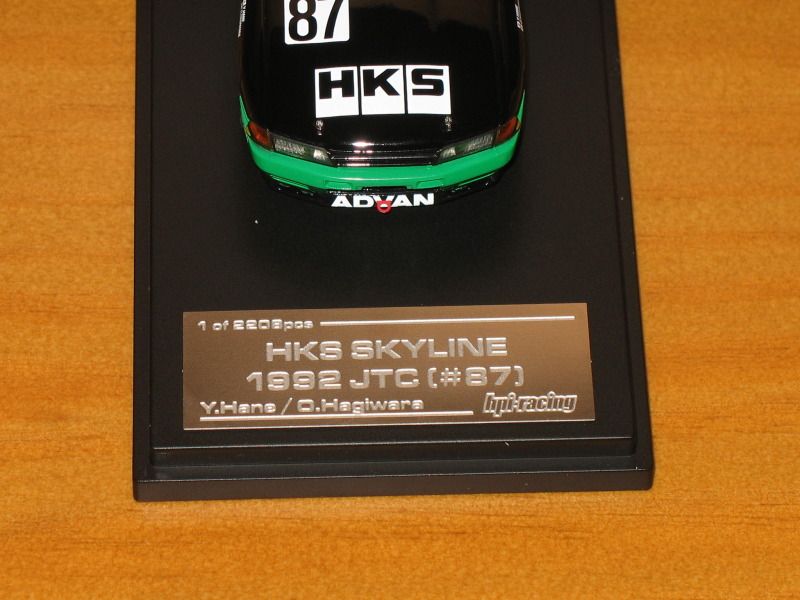 87
HKS
ADVAN
1 of 2208pcs
HKS SKYLINE
1992 JTC (#87)
Y.Hane / O.Hagiwara
hpi-racing